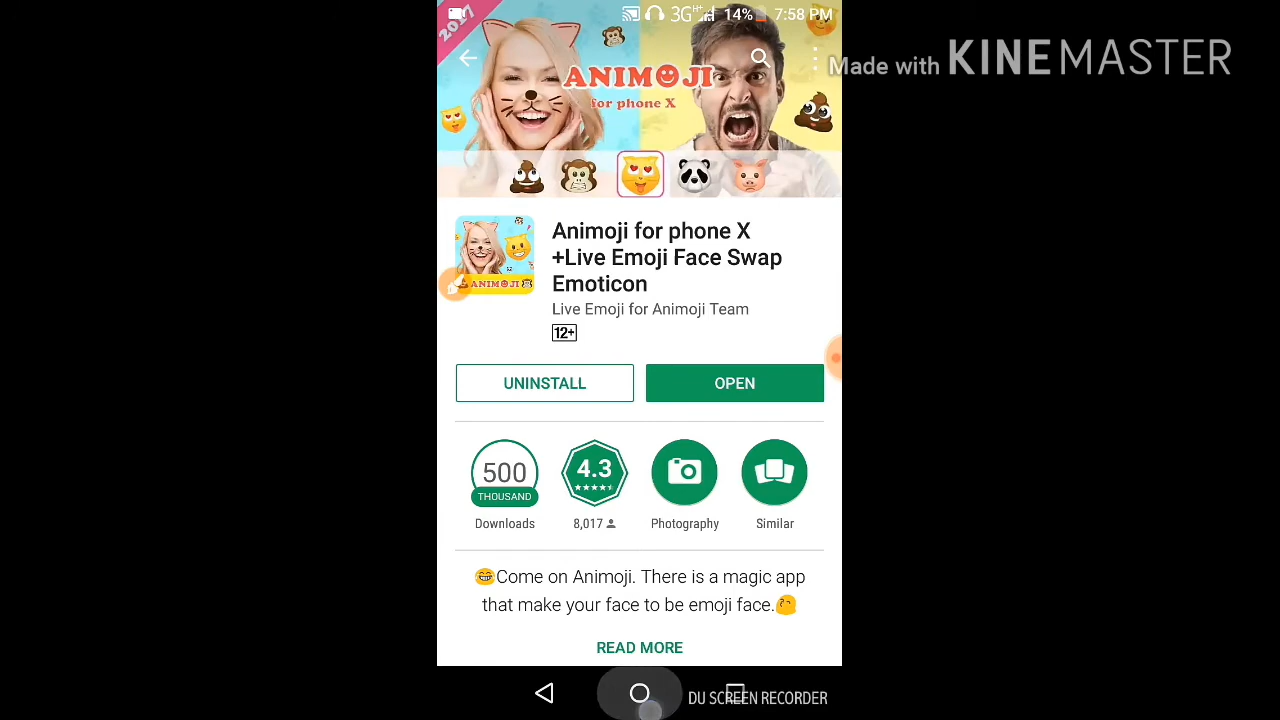 3G H+ 14% 7:58 PM
2017
Made with KINEMASTER
ANIMOJI
for phone X
Animoji for phone X
+Live Emoji Face Swap
Emoticon
ANIMOJI
Live Emoji for Animoji Team
12+
UNINSTALL
OPEN
500
THOUSAND
4.3
Downloads
8,017
Photography
Similar
😁Come on Animoji. There is a magic app
that make your face to be emoji face.🤭
READ MORE
DU SCREEN RECORDER